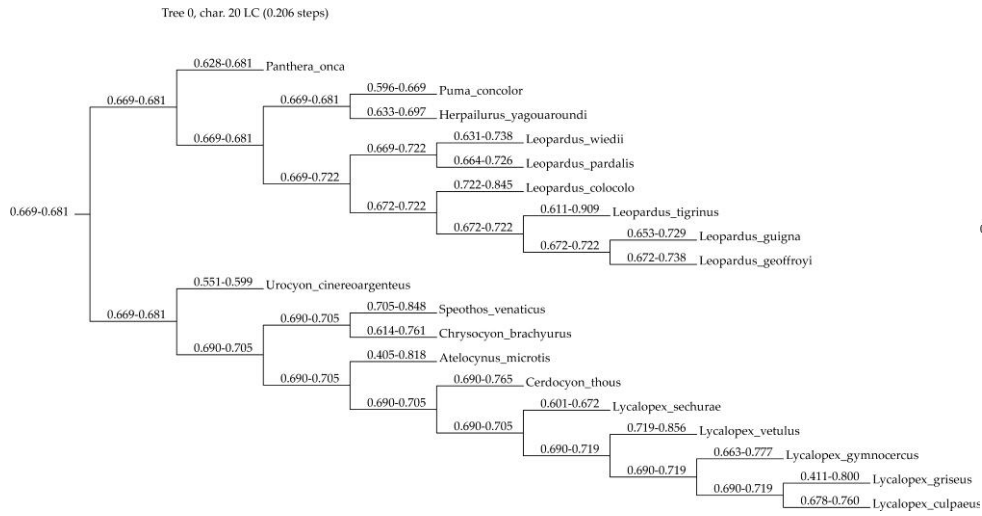 Tree 0, char. 20 LC (0.206 steps)
0.628-0.681 Panthera_onca
0.596-0.669 Puma_concolor
0.669-0.681
0.669-0.681
0.633-0.697 Herpailurus_yagouaroundi
0.631-0.738 Leopardus_wiedii
0.669-0.681
0.669-0.722
0.664-0.726 Leopardus_pardalis
0.669-0.722
0.722-0.845 Leopardus_colocolo
0.669-0.681
0.611-0.909 Leopardus_tigrinus
0.672-0.722
0.672-0.722
0.653-0.729 Leopardus_guigna
0.672-0.722
0.672-0.738 Leopardus_geoffroyi
0.551-0.599 Urocyon_cinereoargenteus
0.705-0.848 Speothos_venaticus
0.669-0.681
0.690-0.705
0.614-0.761 Chrysocyon_brachyurus
0.690-0.705
0.405-0.818 Atelocynus_microtis
0.690-0.705
0.690-0.765 Cerdocyon_thous
0.690-0.705
0.601-0.672 Lycalopex_sechurae
0.690-0.705
0.719-0.856 Lycalopex_vetulus
0.690-0.719
0.663-0.777 Lycalopex_gymnocercus
0.690-0.719
0.411-0.800 Lycalopex_griseus
0.690-0.719
0.678-0.760 Lycalopex_culpaeus